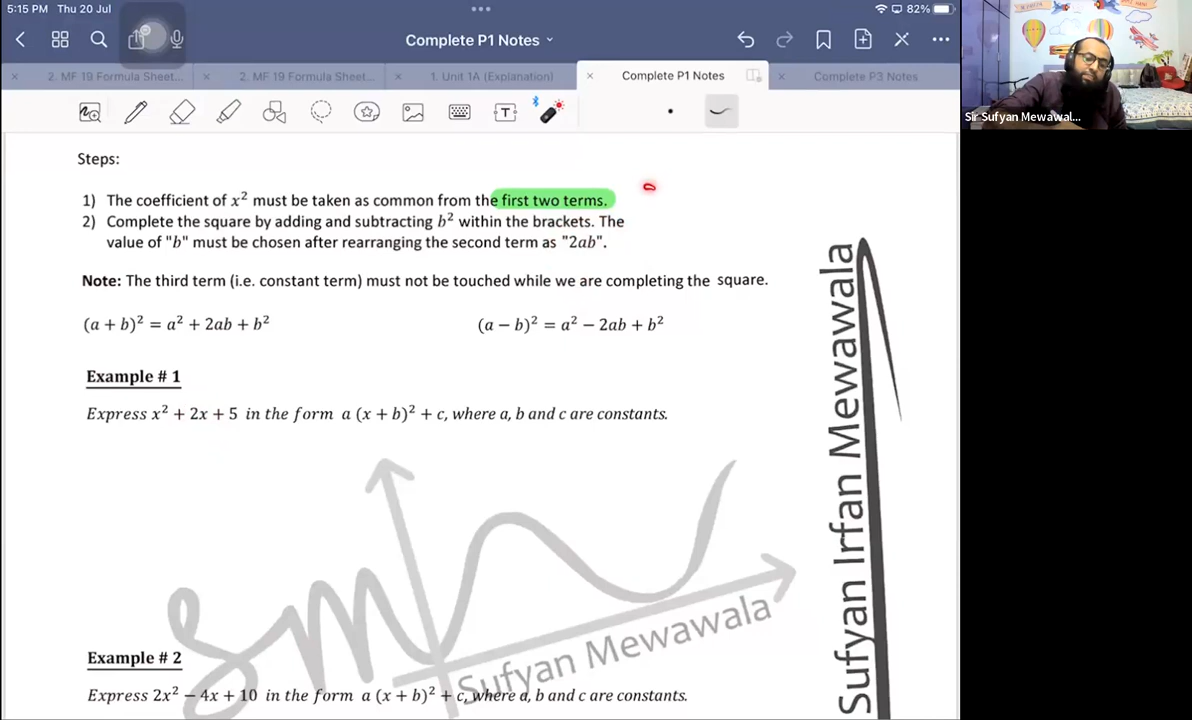 5:15 PM Thu 20 Jul
82%
Complete P1 Notes
2. MF 19 Formula Sheet...
2. MF 19 Formula Sheet...
1. Unit 1A (Explanation)
Complete P1 Notes
Complete P3 Notes
Sir Sufyan Mewawal...
Steps:
1) The coefficient of x² must be taken as common from the first two terms.
2) Complete the square by adding and subtracting b² within the brackets. The
value of "b" must be chosen after rearranging the second term as "2ab".
Note: The third term (i.e. constant term) must not be touched while we are completing the square.
(a + b)² = a² + 2ab + b²
(a − b)² = a² − 2ab + b²
Example # 1
Express x² + 2x + 5 in the form a (x + b)² + c, where a, b and c are constants.
sm
Sufyan Mewawala
Sufyan Irfan Mewawala
Example # 2
Express 2x² − 4x + 10 in the form a (x + b)² + c, where a, b and c are constants.